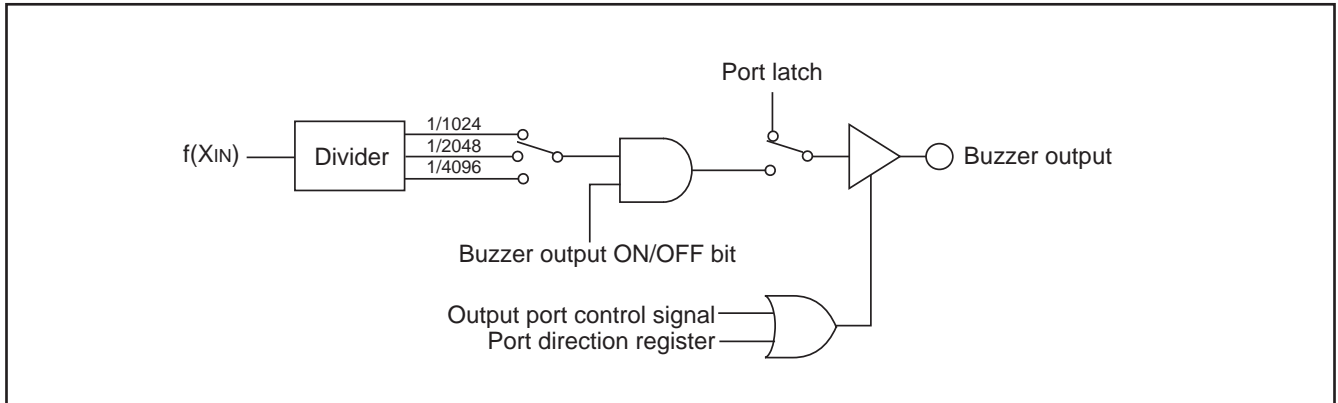 Port latch
1/1024
f(XIN)
Divider
1/2048
1/4096
Buzzer output
Buzzer output ON/OFF bit
Output port control signal
Port direction register